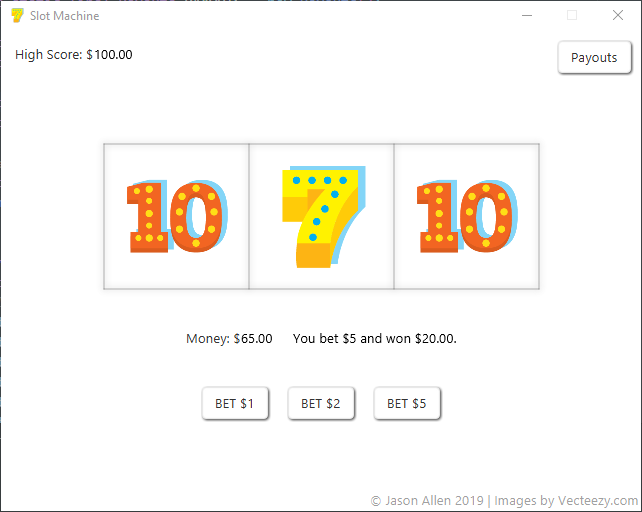 Slot Machine
High Score: $100.00
Payouts
10 7 10
Money: $65.00 You bet $5 and won $20.00.
BET $1 BET $2 BET $5
© Jason Allen 2019 | Images by Vecteezy.com